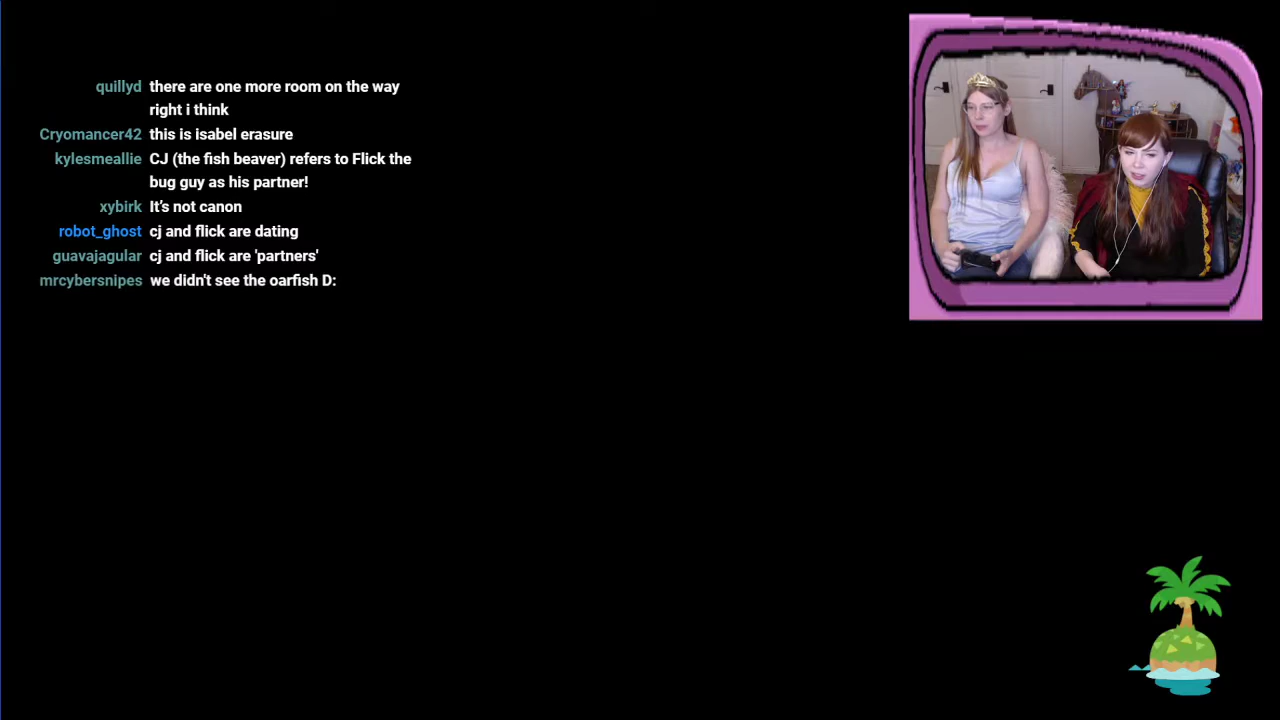 quillyd there are one more room on the way
right i think
Cryomancer42 this is isabel erasure
kylesmeallie CJ (the fish beaver) refers to Flick the
bug guy as his partner!
xybirk It’s not canon
robot_ghost cj and flick are dating
guavajagular cj and flick are 'partners'
mrcybersnipes we didn't see the oarfish D: